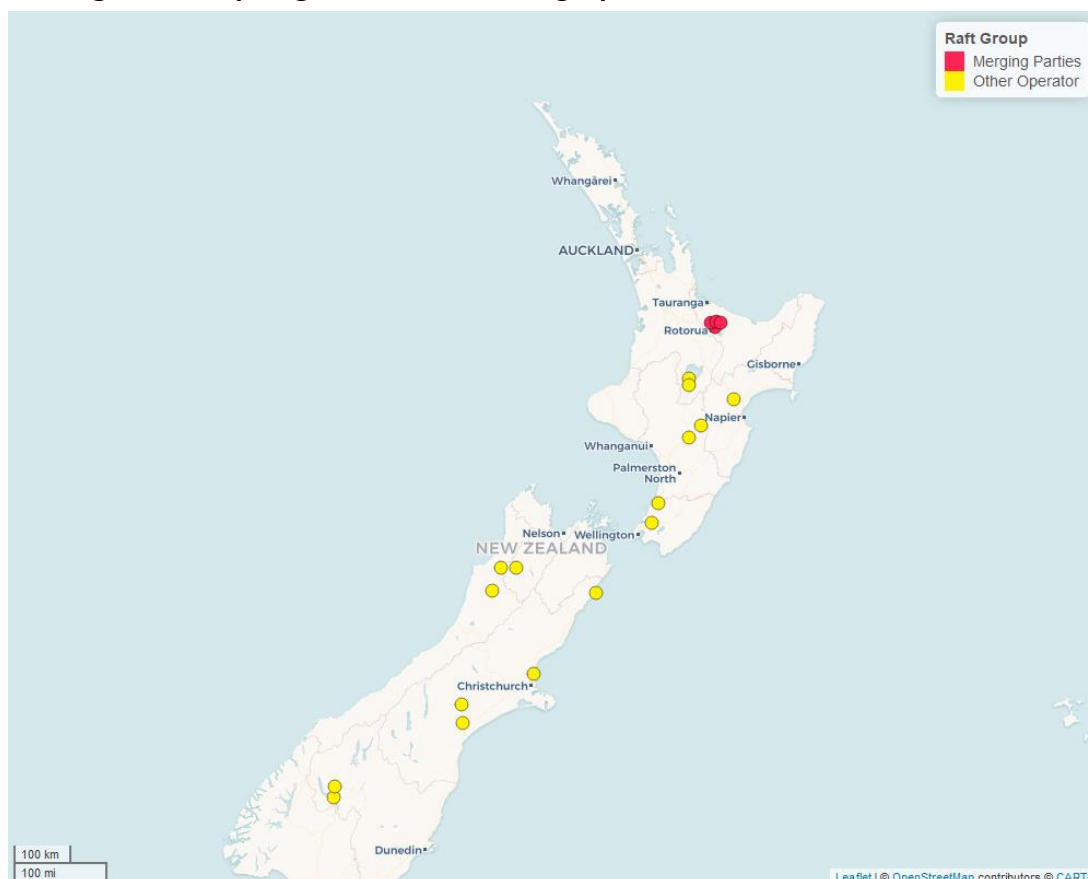 Raft Group
Merging Parties
Other Operator
Whangārei
AUCKLAND
Tauranga
Rotorua
Gisborne
Napier
Whanganui
Palmerston
North
Nelson
Wellington
NEW ZEALAND
Christchurch
Dunedin
100 km
100 mi
Leaflet | © OpenStreetMap contributors © CART